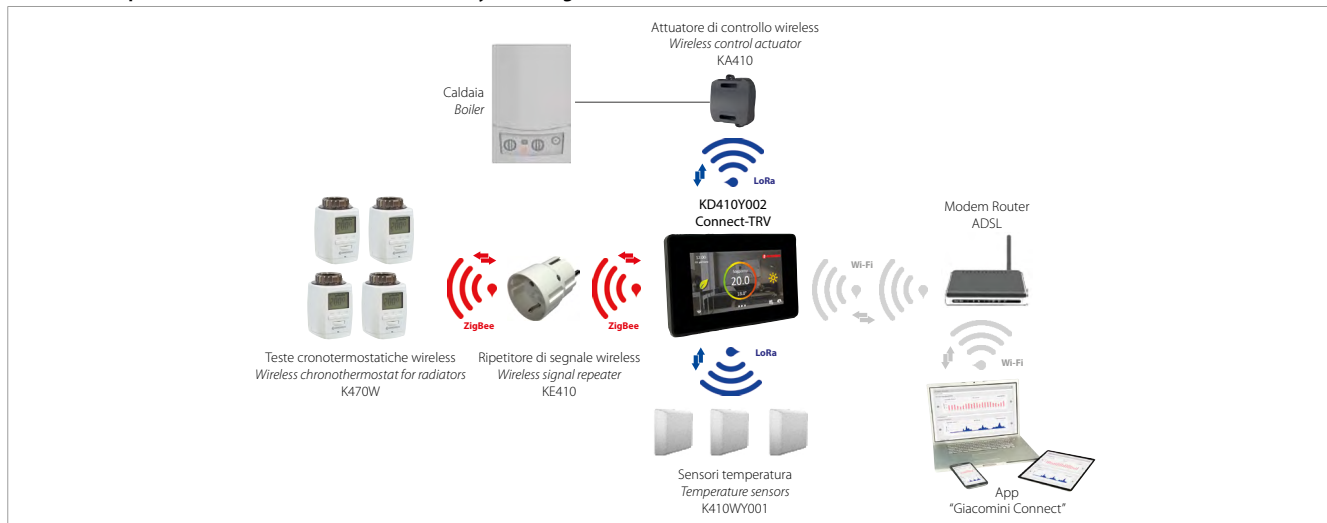 Attuatore di controllo wireless
Wireless control actuator
KA410
Caldaia
Boiler
LoRa
KD410Y002
Connect-TRV
Modem Router
ADSL
Wi-Fi
20.0
ZigBee
ZigBee
LoRa
Wi-Fi
Teste cronotermostatiche wireless
Wireless chronothermostat for radiators
K470W
Ripetitore di segnale wireless
Wireless signal repeater
KE410
Sensori temperatura
Temperature sensors
K410WY001
App
“Giacomini Connect”